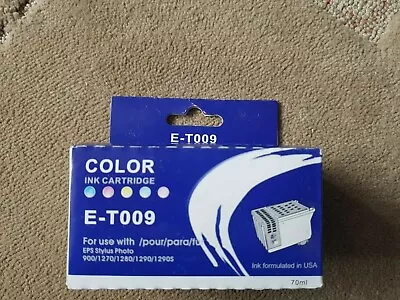 E-T009
COLOR
INK CARTRIDGE
E-T009
For use with /pour/para/für
EPS Stylus Photo
900/1270/1280/1290/1290S
Ink formulated in USA
70ml